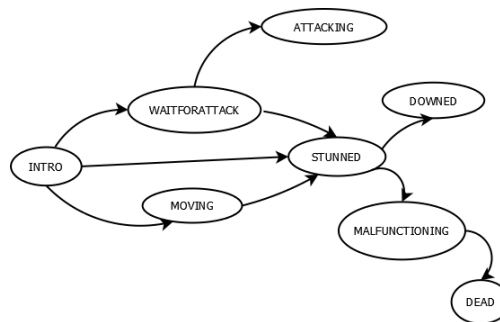 ATTACKING
WAITFORATTACK
DOWNED
INTRO
STUNNED
MOVING
MALFUNCTIONING
DEAD